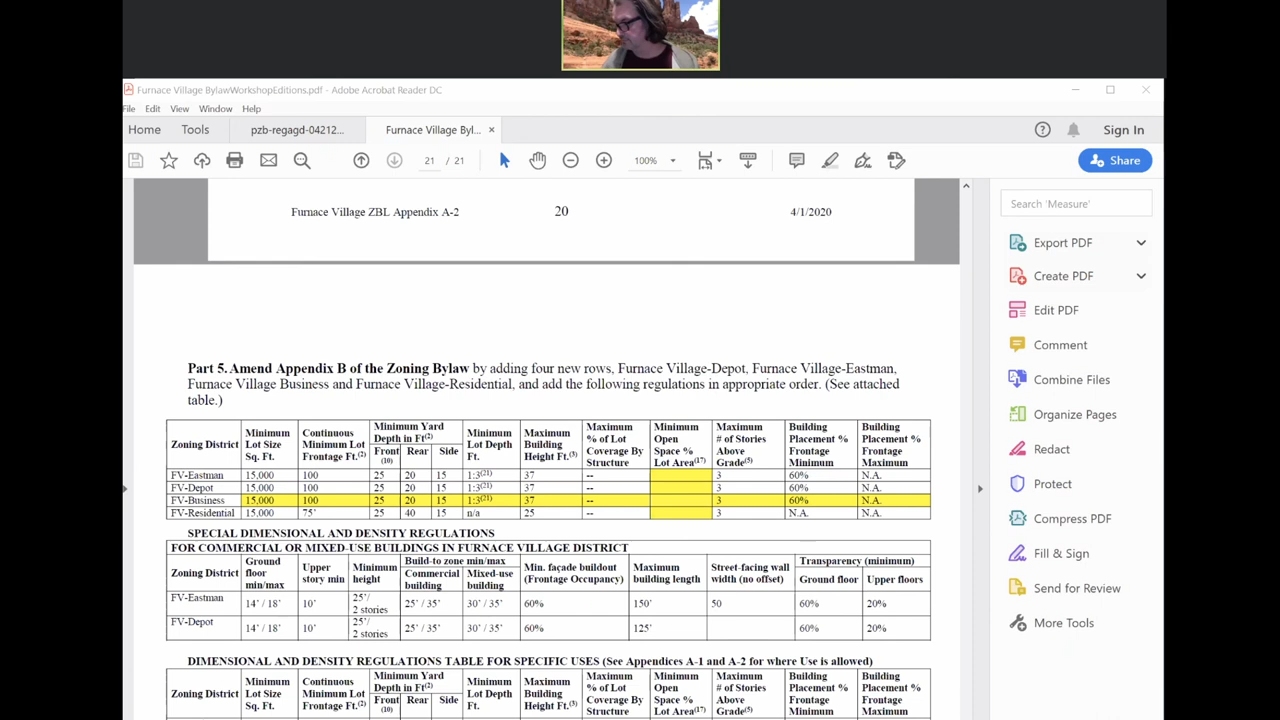 Furnace Village BylawWorkshopEditions.pdf - Adobe Acrobat Reader DC
File Edit View Window Help
Home Tools pzb-regagd-04212... Furnace Village Byl... ×
Sign In
21 / 21 100% Share
Furnace Village ZBL Appendix A-2 20 4/1/2020
Search 'Measure'
Export PDF
Create PDF
Edit PDF
Comment
Combine Files
Organize Pages
Redact
Protect
Compress PDF
Fill & Sign
Send for Review
More Tools
Part 5. Amend Appendix B of the Zoning Bylaw by adding four new rows, Furnace Village-Depot, Furnace Village-Eastman,
Furnace Village Business and Furnace Village-Residential, and add the following regulations in appropriate order. (See attached
table.)
Zoning District Minimum Lot Size Sq. Ft. Continuous Minimum Lot Frontage Ft.(2) Minimum Yard Depth in Ft(2) Front (10) Rear Side Minimum Lot Depth Ft. Maximum Building Height Ft.(3) Maximum % of Lot Coverage By Structure Minimum Open Space % Lot Area(17) Maximum # of Stories Above Grade(5) Building Placement % Frontage Minimum Building Placement % Frontage Maximum
FV-Eastman 15,000 100 25 20 15 1:3(21) 37 -- 3 60% N.A.
FV-Depot 15,000 100 25 20 15 1:3(21) 37 -- 3 60% N.A.
FV-Business 15,000 100 25 20 15 1:3(21) 37 -- 3 60% N.A.
FV-Residential 15,000 75' 25 40 15 n/a 25 -- 3 N.A. N.A.
SPECIAL DIMENSIONAL AND DENSITY REGULATIONS
FOR COMMERCIAL OR MIXED-USE BUILDINGS IN FURNACE VILLAGE DISTRICT
Zoning District Ground floor min/max Upper story min Minimum height Build-to zone min/max Commercial building Mixed-use building Min. façade buildout (Frontage Occupancy) Maximum building length Street-facing wall width (no offset) Transparency (minimum) Ground floor Upper floors
FV-Eastman 14' / 18' 10' 25'/ 2 stories 25' / 35' 30' / 35' 60% 150' 50 60% 20%
FV-Depot 14' / 18' 10' 25'/ 2 stories 25' / 35' 30' / 35' 60% 125' 60% 20%
DIMENSIONAL AND DENSITY REGULATIONS TABLE FOR SPECIFIC USES (See Appendices A-1 and A-2 for where Use is allowed)
Zoning District Minimum Lot Size Sq. Ft. Continuous Minimum Lot Frontage Ft.(2) Minimum Yard Depth in Ft(2) Front (10) Rear Side Minimum Lot Depth Ft. Maximum Building Height Ft.(3) Maximum % of Lot Coverage By Structure Minimum Open Space % Lot Area(17) Maximum # of Stories Above Grade(5) Building Placement % Frontage Minimum Building Placement % Frontage Maximum